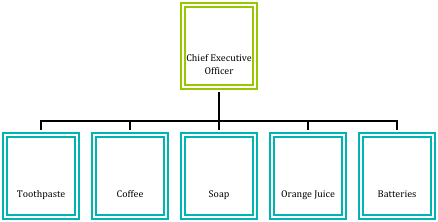 Chief Executive
Officer
Toothpaste
Coffee
Soap
Orange Juice
Batteries